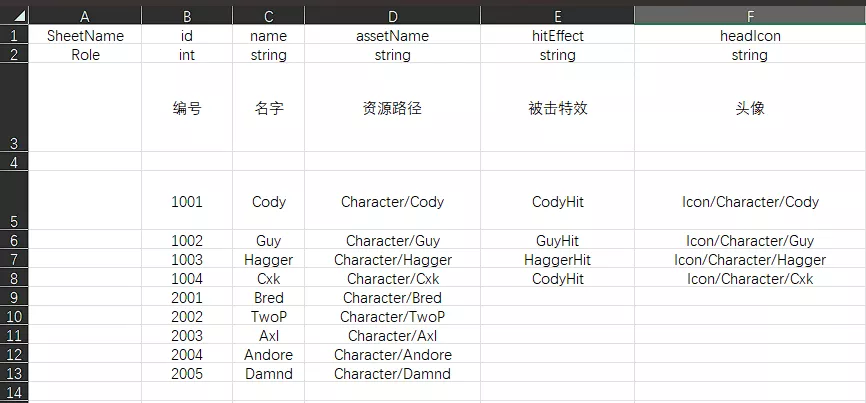 A B C D E F
1 SheetName id name assetName hitEffect headIcon
2 Role int string string string string
3 编号 名字 资源路径 被击特效 头像
4
5 1001 Cody Character/Cody CodyHit Icon/Character/Cody
6 1002 Guy Character/Guy GuyHit Icon/Character/Guy
7 1003 Hagger Character/Hagger HaggerHit Icon/Character/Hagger
8 1004 Cxk Character/Cxk CodyHit Icon/Character/Cxk
9 2001 Bred Character/Bred
10 2002 TwoP Character/TwoP
11 2003 Axl Character/Axl
12 2004 Andore Character/Andore
13 2005 Damnd Character/Damnd
14